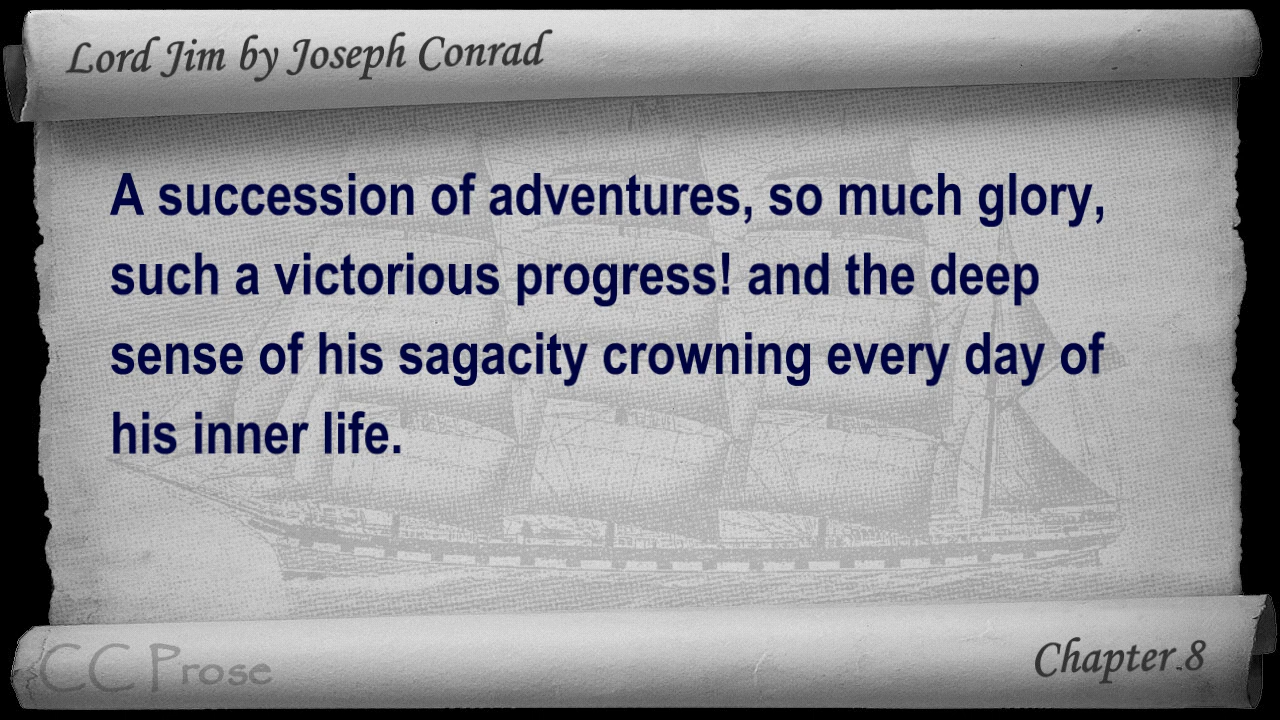 Lord Jim by Joseph Conrad
A succession of adventures, so much glory,
such a victorious progress! and the deep
sense of his sagacity crowning every day of
his inner life.
CC Prose
Chapter 8